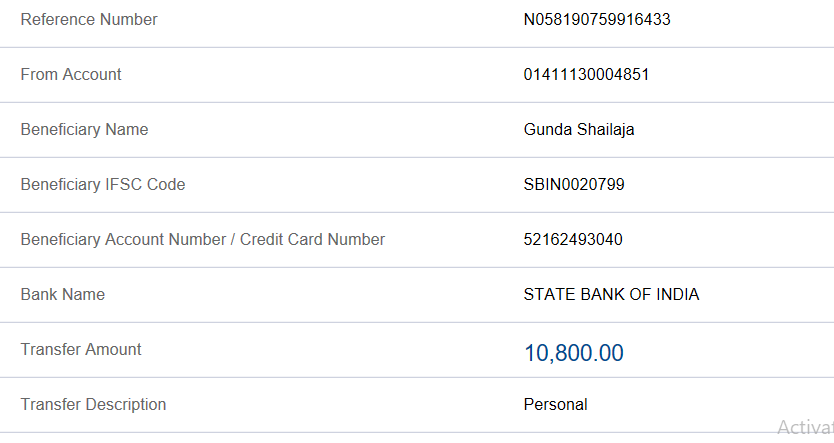 Reference Number N058190759916433
From Account 01411130004851
Beneficiary Name Gunda Shailaja
Beneficiary IFSC Code SBIN0020799
Beneficiary Account Number / Credit Card Number 52162493040
Bank Name STATE BANK OF INDIA
Transfer Amount 10,800.00
Transfer Description Personal
Activat